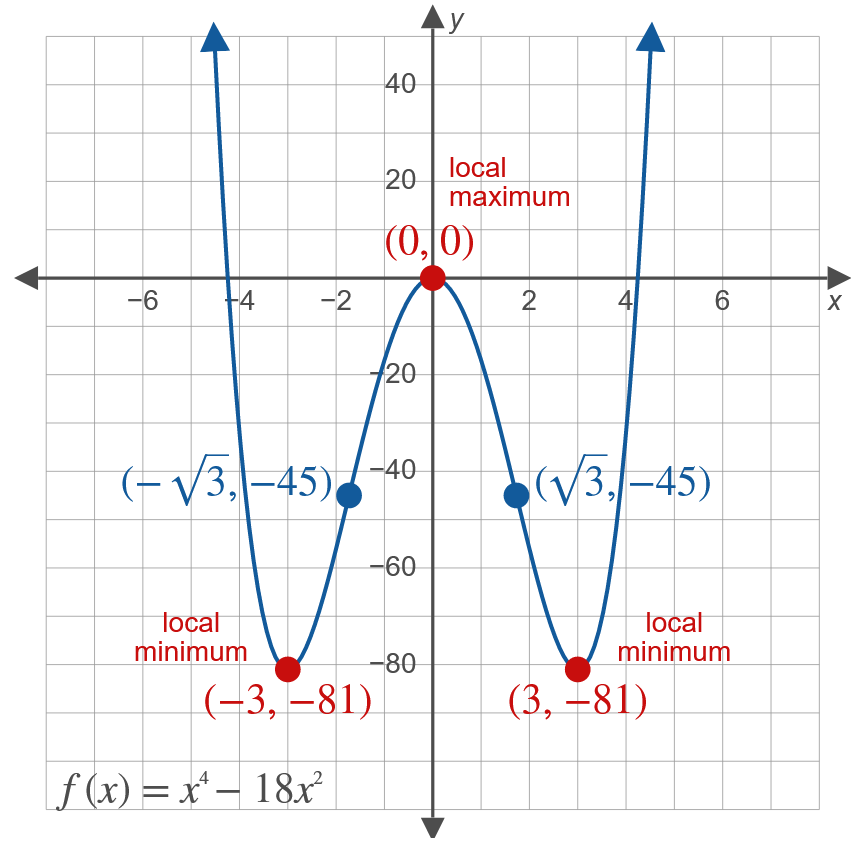 y
40
local
maximum
20
(0, 0)
−6 −4 −2 2 4 6 x
−20
−40
(− √3, −45) (√3, −45)
−60
local
minimum
local
minimum
−80
(−3, −81) (3, −81)
f (x) = x⁴ − 18x²